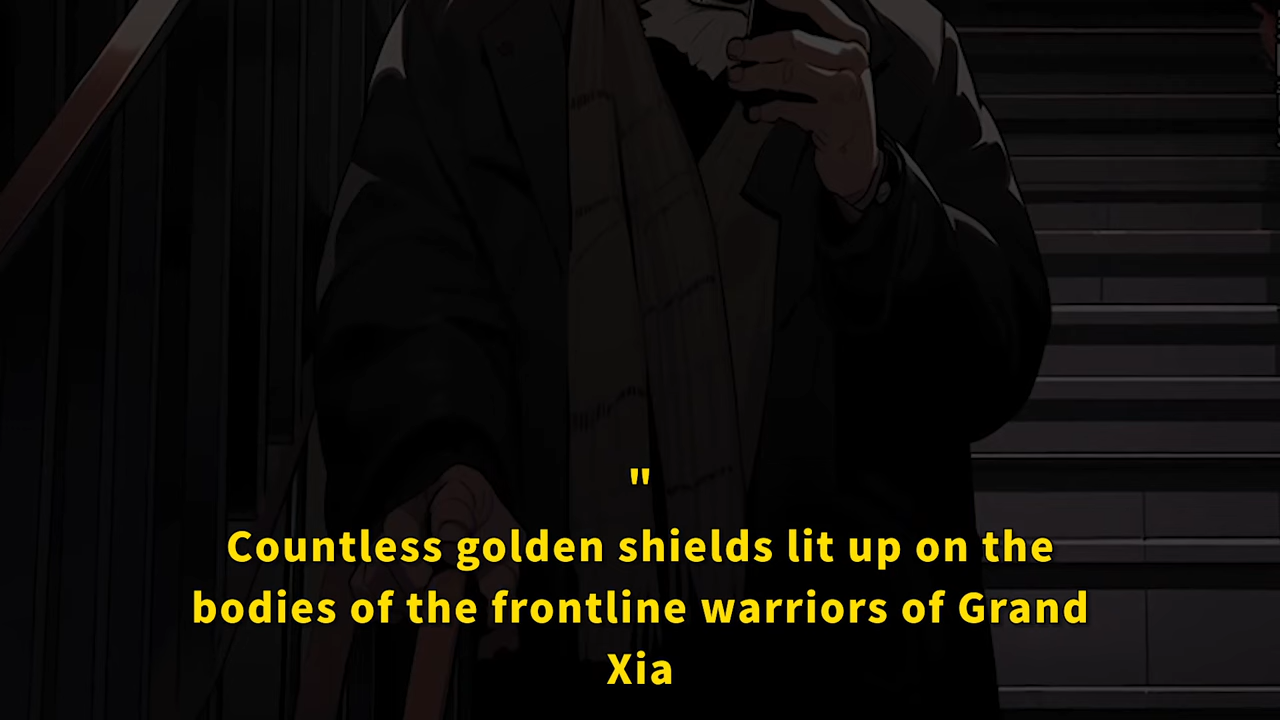 "
Countless golden shields lit up on the
bodies of the frontline warriors of Grand
Xia